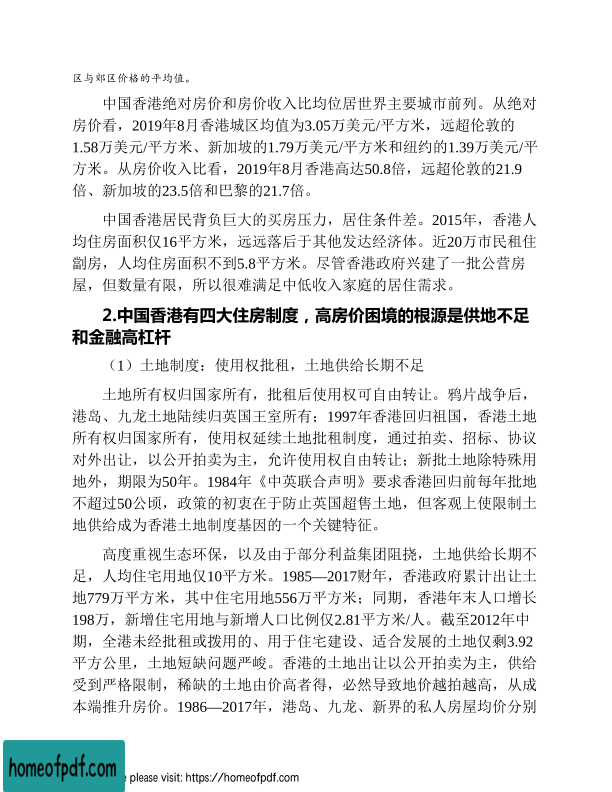 区与郊区价格的平均值。
中国香港绝对房价和房价收入比均位居世界主要城市前列。从绝对
房价看，2019年8月香港城区均值为3.05万美元/平方米，远超伦敦的
1.58万美元/平方米、新加坡的1.79万美元/平方米和纽约的1.39万美元/平
方米。从房价收入比看，2019年8月香港高达50.8倍，远超伦敦的21.9
倍、新加坡的23.5倍和巴黎的21.7倍。
中国香港居民背负巨大的买房压力，居住条件差。2015年，香港人
均住房面积仅16平方米，远远落后于其他发达经济体。近20万市民租住
劏房，人均住房面积不到5.8平方米。尽管香港政府兴建了一批公营房
屋，但数量有限，所以很难满足中低收入家庭的居住需求。
2.中国香港有四大住房制度，高房价困境的根源是供地不足
和金融高杠杆
（1）土地制度：使用权批租，土地供给长期不足
土地所有权归国家所有，批租后使用权可自由转让。鸦片战争后，
港岛、九龙土地陆续归英国王室所有；1997年香港回归祖国，香港土地
所有权归国家所有，使用权延续土地批租制度，通过拍卖、招标、协议
对外出让，以公开拍卖为主，允许使用权自由转让；新批土地除特殊用
地外，期限为50年。1984年《中英联合声明》要求香港回归前每年批地
不超过50公顷，政策的初衷在于防止英国超售土地，但客观上使限制土
地供给成为香港土地制度基因的一个关键特征。
高度重视生态环保，以及由于部分利益集团阻挠，土地供给长期不
足，人均住宅用地仅10平方米。1985—2017财年，香港政府累计出让土
地779万平方米，其中住宅用地556万平方米；同期，香港年末人口增长
198万，新增住宅用地与新增人口比例仅2.81平方米/人。截至2012年中
期，全港未经批租或拨用的、用于住宅建设、适合发展的土地仅剩3.92
平方公里，土地短缺问题严峻。香港的土地出让以公开拍卖为主，供给
受到严格限制，稀缺的土地由价高者得，必然导致地价越拍越高，从成
本端推升房价。1986—2017年，港岛、九龙、新界的私人房屋均价分别
homeofpdf.com
please visit: https://homeofpdf.com